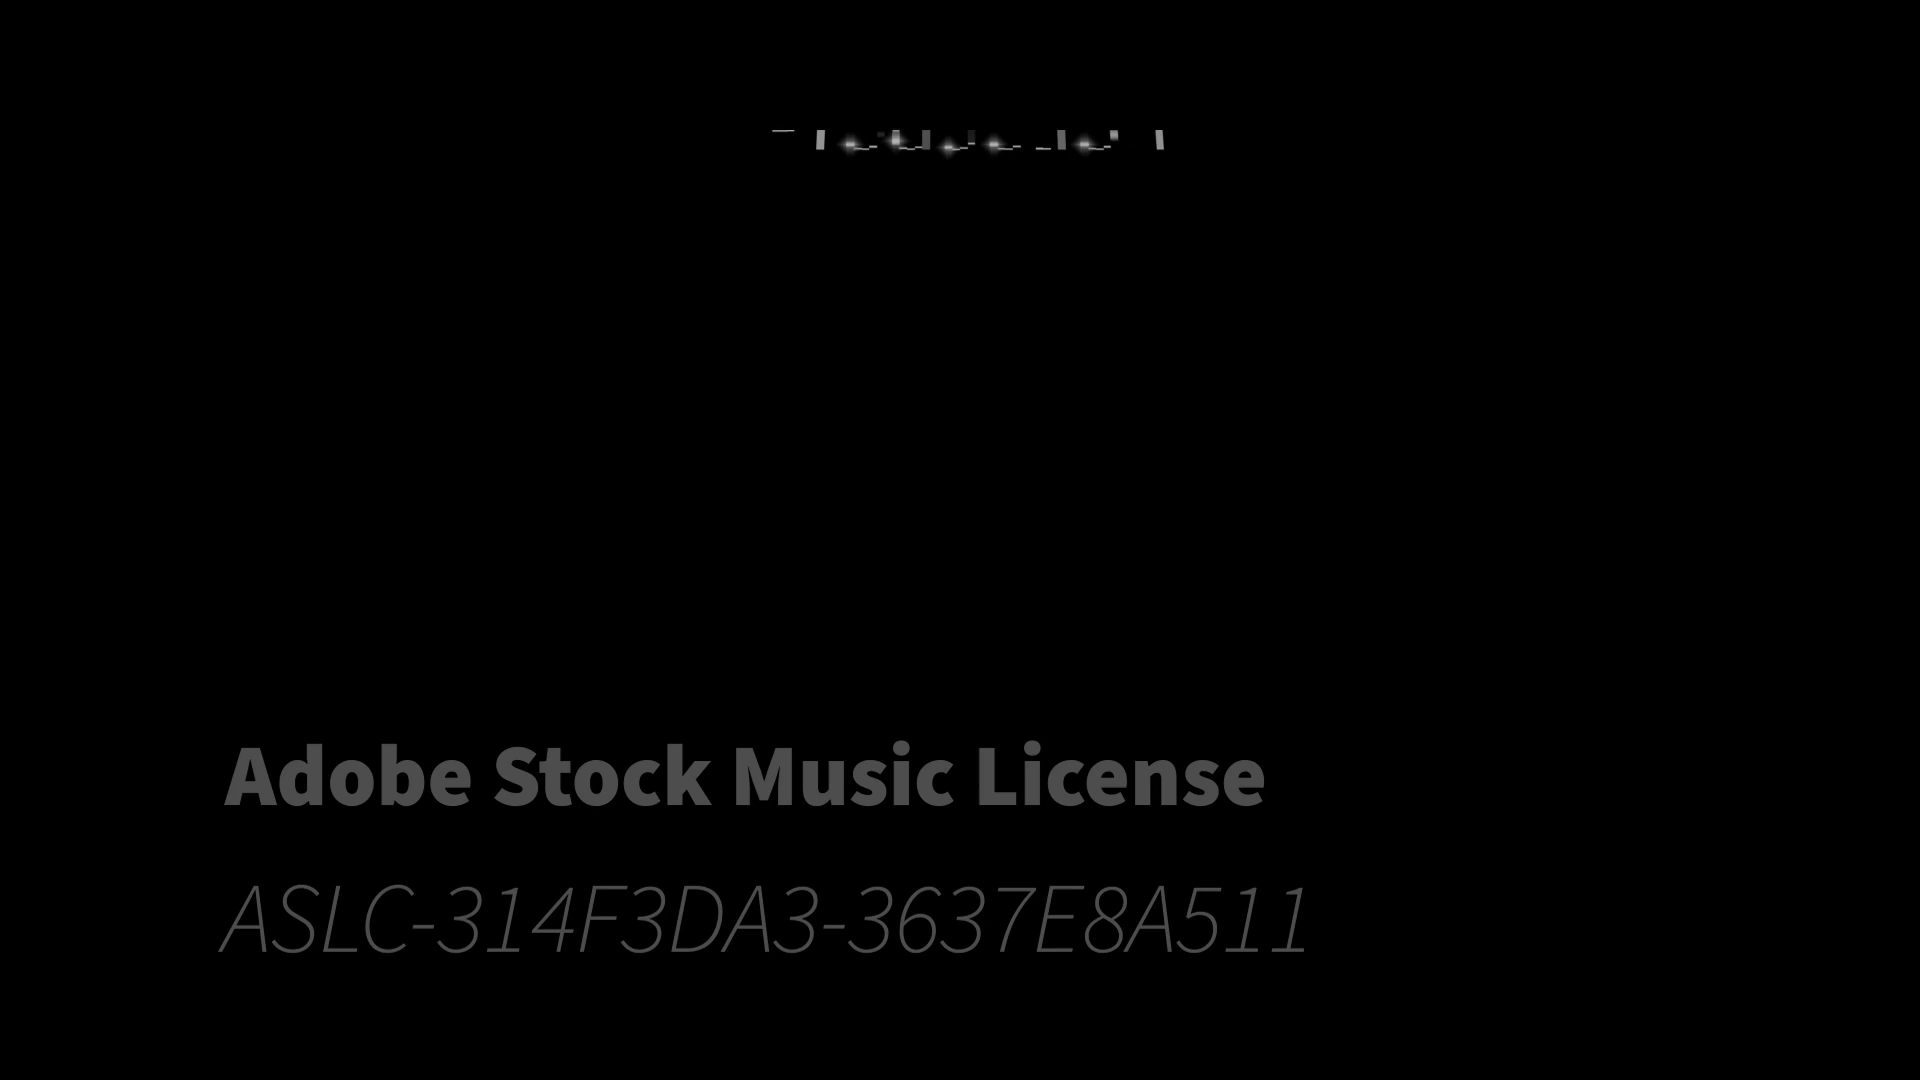 Adobe Stock Music License
ASLC-314F3DA3-3637E8A511